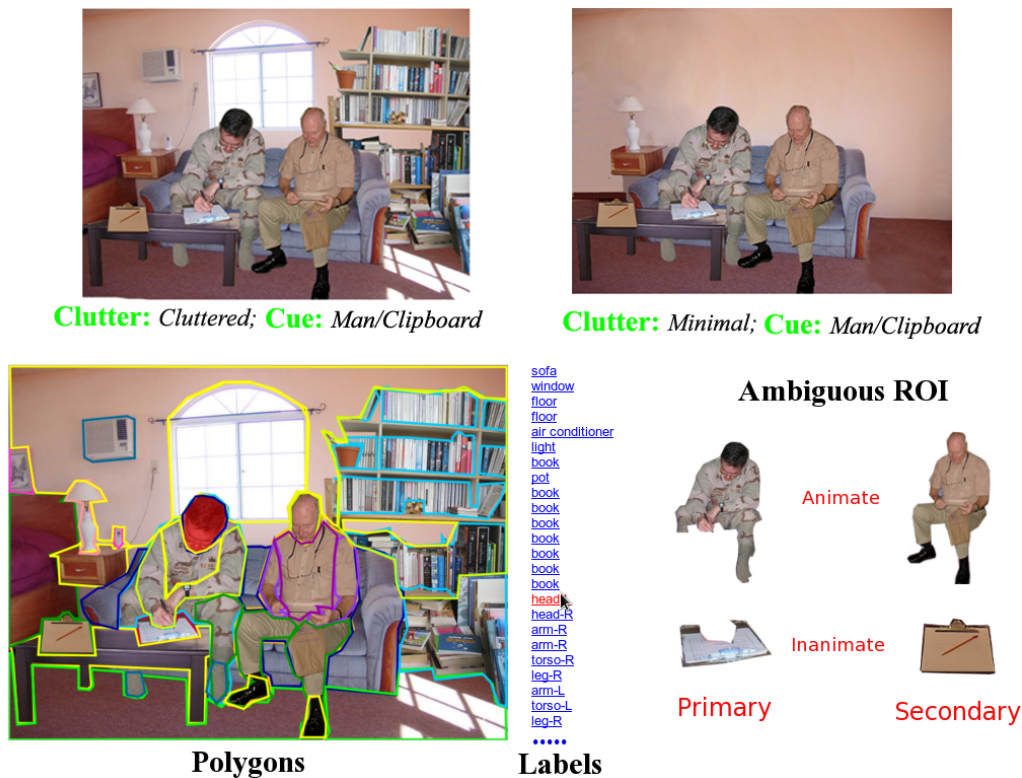 Clutter: Cluttered; Cue: Man/Clipboard
Clutter: Minimal; Cue: Man/Clipboard
sofa
window
floor
floor
air conditioner
light
book
pot
book
book
book
book
book
book
book
head
head-R
arm-R
arm-R
torso-R
leg-R
arm-L
torso-L
leg-R
•••••
Polygons
Labels
Ambiguous ROI
Animate
Inanimate
Primary
Secondary